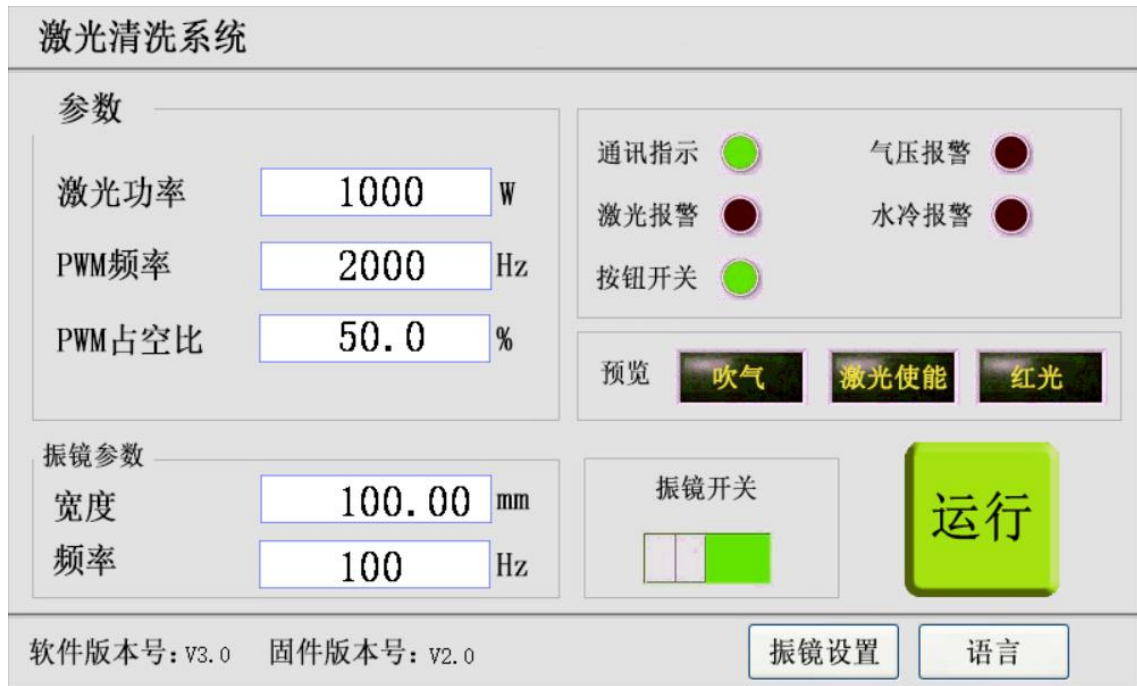 激光清洗系统
参数
激光功率 1000 W
PWM频率 2000 Hz
PWM占空比 50.0 %
通讯指示 气压报警
激光报警 水冷报警
按钮开关
预览 吹气 激光使能 红光
振镜参数
宽度 100.00 mm
频率 100 Hz
振镜开关
运行
软件版本号: V3.0 固件版本号: V2.0
振镜设置 语言